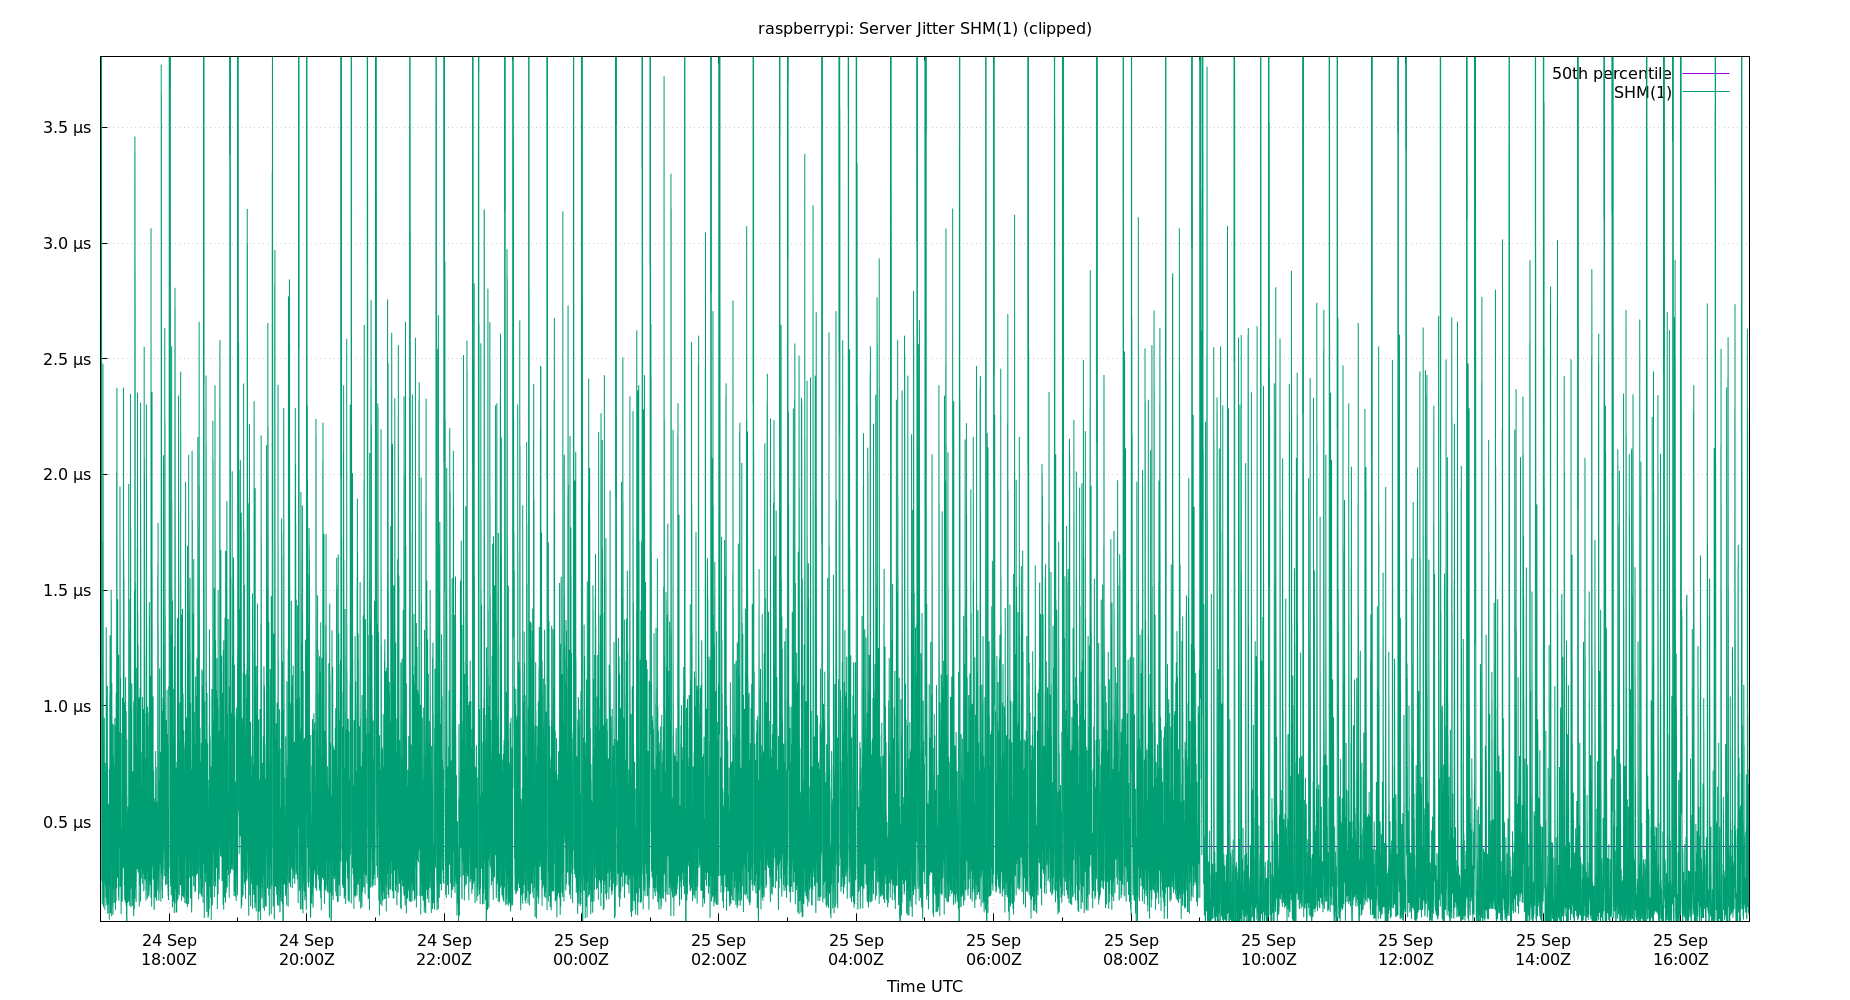 raspberrypi: Server Jitter SHM(1) (clipped)
50th percentile
SHM(1)
3.5 µs
3.0 µs
2.5 µs
2.0 µs
1.5 µs
1.0 µs
0.5 µs
24 Sep 24 Sep 24 Sep 25 Sep 25 Sep 25 Sep 25 Sep 25 Sep 25 Sep 25 Sep 25 Sep 25 Sep
18:00Z 20:00Z 22:00Z 00:00Z 02:00Z 04:00Z 06:00Z 08:00Z 10:00Z 12:00Z 14:00Z 16:00Z
Time UTC